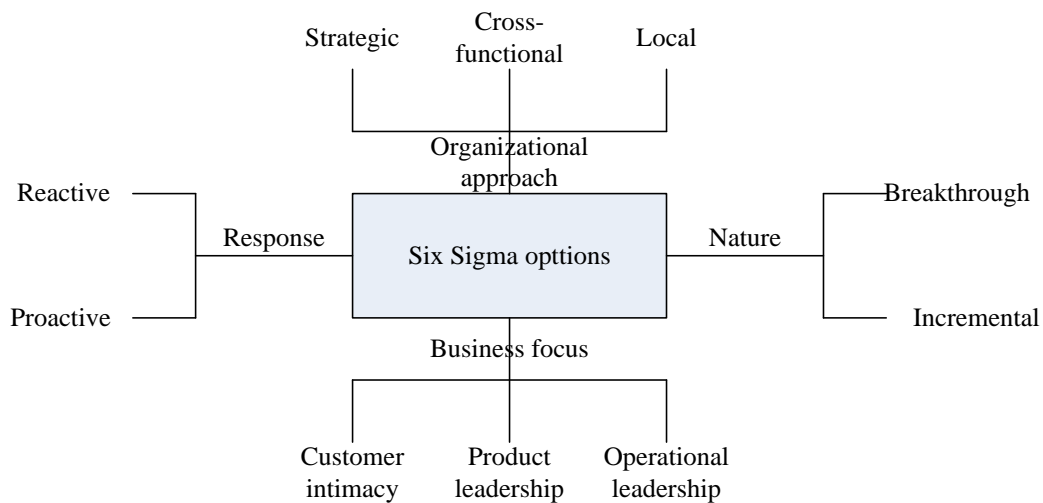 Strategic
Cross-
functional
Local
Organizational
approach
Reactive
Response
Proactive
Six Sigma opttions
Nature
Breakthrough
Incremental
Business focus
Customer
intimacy
Product
leadership
Operational
leadership